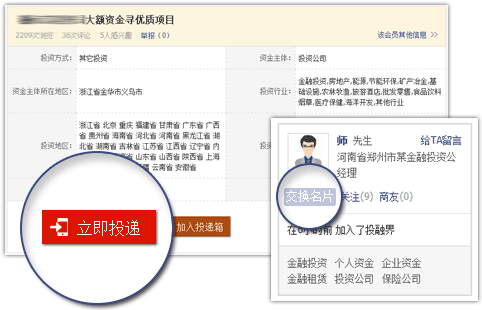 大额资金寻优质项目
2209次浏览 36次评论 5人感兴趣 举报（0）
该会员其他信息 >>
投资方式： 其它投资 资金主体： 投资公司
资金主体所在地区： 浙江省金华市义乌市
投资行业： 金融投资,房地产,能源,节能环保,矿产冶金,基
础设施,农林牧渔,旅游酒店,批发零售,食品饮料
烟草,医疗保健,海洋开发,其他行业
投资地区： 浙江省 北京 重庆 福建省 甘肃省 广东省 广西
省 贵州省 海南省 河北省 河南省 黑龙江省 湖
北省 湖南省 吉林省 江苏省 江西省 辽宁省 内
山东省 山西省 陕西省 上海
云南省 安徽省
立即投递
加入投递箱
师 先生 给TA留言
河南省郑州市某金融投资公
经理
交换名片 关注(9) 商友(0)
在6小时前 加入了投融界
金融投资 个人资金 企业资金
金融租赁 投资公司 保险公司